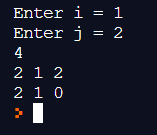 Enter i = 1
Enter j = 2
4
2 1 2
2 1 0
>